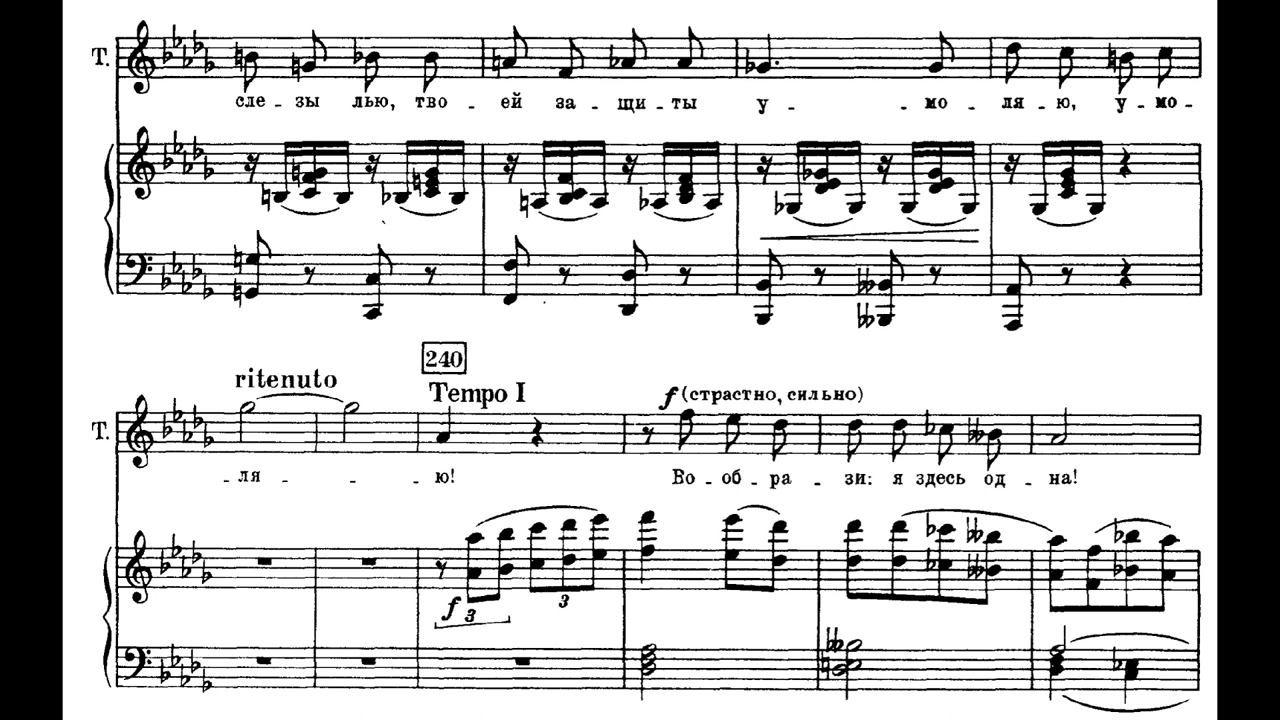 Т.
сле - зы лью, тво - ей за - щи - ты у - мо - ля - ю, у - мо -
ritenuto
240
Tempo I
f (страстно, сильно)
Т.
- ля - - ю! Во - об - ра - зи: я здесь од - на!
f 3
3